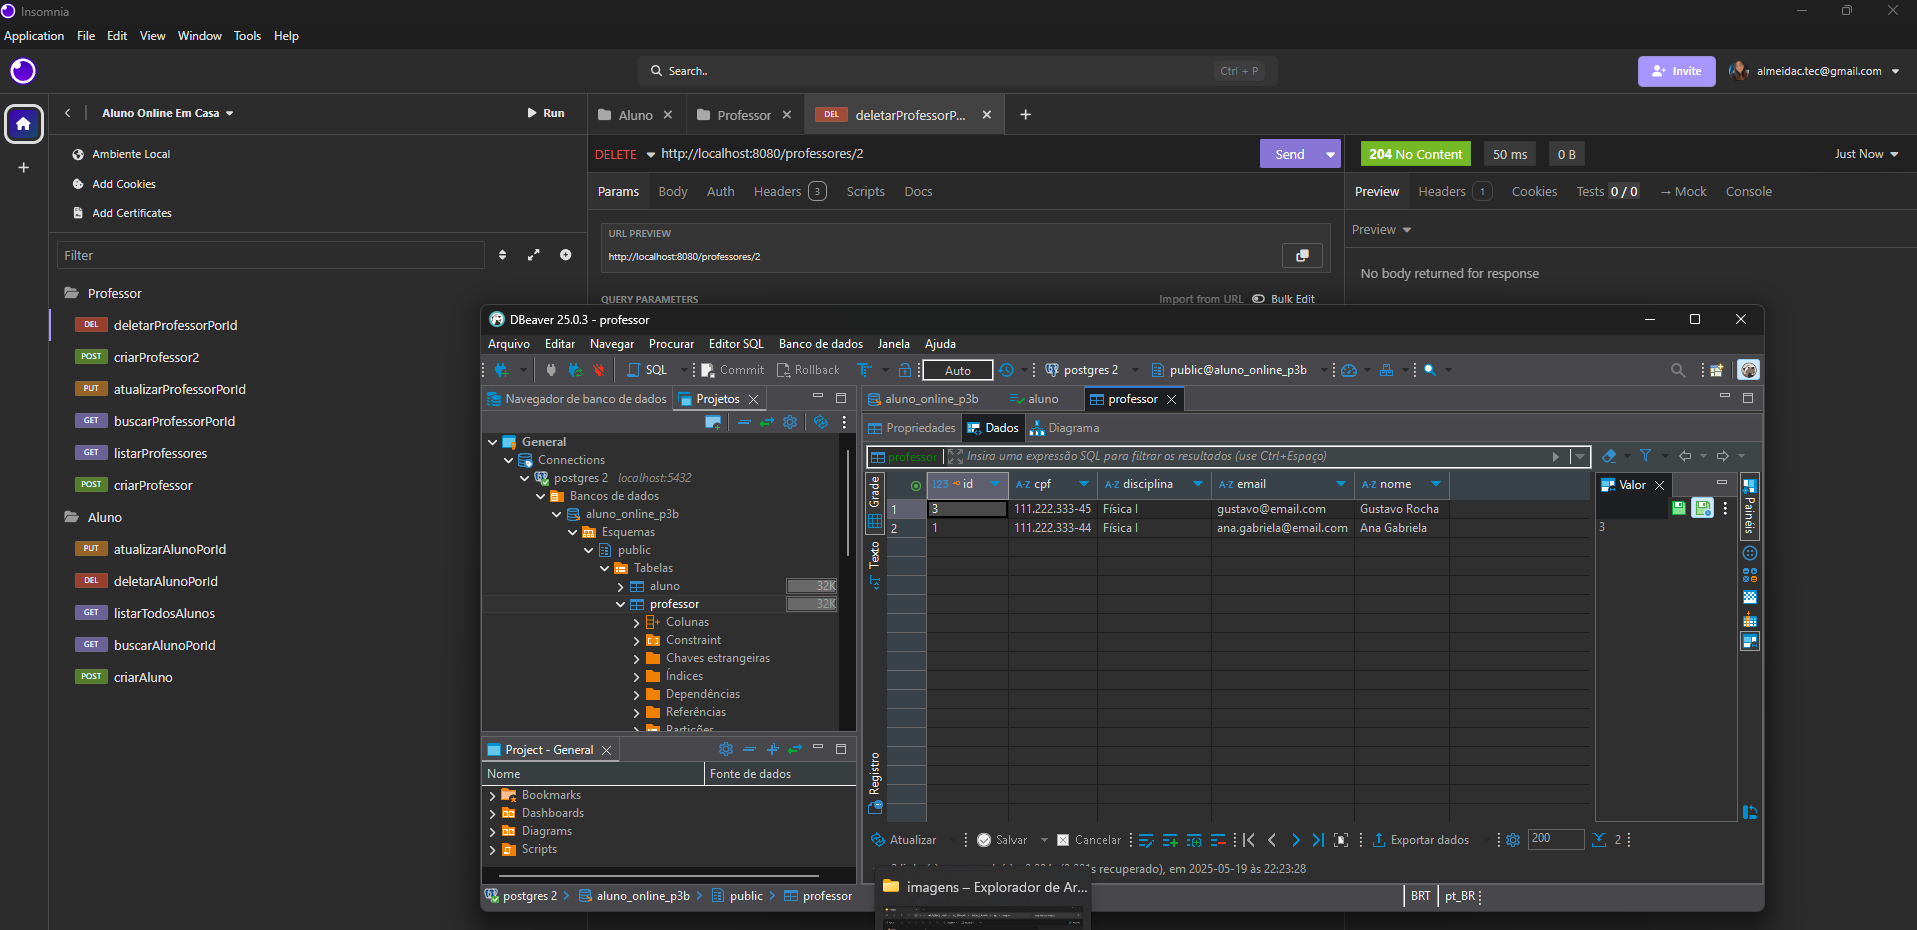 Insomnia
Application File Edit View Window Tools Help
Search.. Ctrl + P
Invite almeidac.tec@gmail.com
Aluno Online Em Casa Run
Ambiente Local
Add Cookies
Add Certificates
Filter
Professor
DEL deletarProfessorPorId
POST criarProfessor2
PUT atualizarProfessorPorId
GET buscarProfessorPorId
GET listarProfessores
POST criarProfessor
Aluno
PUT atualizarAlunoPorId
DEL deletarAlunoPorId
GET listarTodosAlunos
GET buscarAlunoPorId
POST criarAluno
Aluno Professor DEL deletarProfessorP...
DELETE http://localhost:8080/professores/2 Send
Params Body Auth Headers 3 Scripts Docs
URL PREVIEW
http://localhost:8080/professores/2
QUERY PARAMETERS Import from URL Bulk Edit
204 No Content 50 ms 0 B Just Now
Preview Headers 1 Cookies Tests 0 / 0 → Mock Console
Preview
No body returned for response
DBeaver 25.0.3 - professor
Arquivo Editar Navegar Procurar Editor SQL Banco de dados Janela Ajuda
SQL Commit Rollback Auto postgres 2 public@aluno_online_p3b
Navegador de banco de dados Projetos
General
Connections
postgres 2 localhost:5432
Bancos de dados
aluno_online_p3b
Esquemas
public
Tabelas
aluno 32K
professor 32K
Colunas
Constraint
Chaves estrangeiras
Índices
Dependências
Referências
Partições
Project - General
Nome Fonte de dados
Bookmarks
Dashboards
Diagrams
Scripts
aluno_online_p3b aluno professor
Propriedades Dados Diagrama
professor Insira uma expressão SQL para filtrar os resultados (use Ctrl+Espaço)
Grade
Texto
Registro
123 id A-Z cpf A-Z disciplina A-Z email A-Z nome
1 3 111.222.333-45 Física I gustavo@email.com Gustavo Rocha
2 1 111.222.333-44 Física I ana.gabriela@email.com Ana Gabriela
Valor
3
Painéis
Atualizar Salvar Cancelar Exportar dados 200 2
s recuperado), em 2025-05-19 às 22:23:28
imagens – Explorador de Ar...
postgres 2 aluno_online_p3b public professor
BRT pt_BR